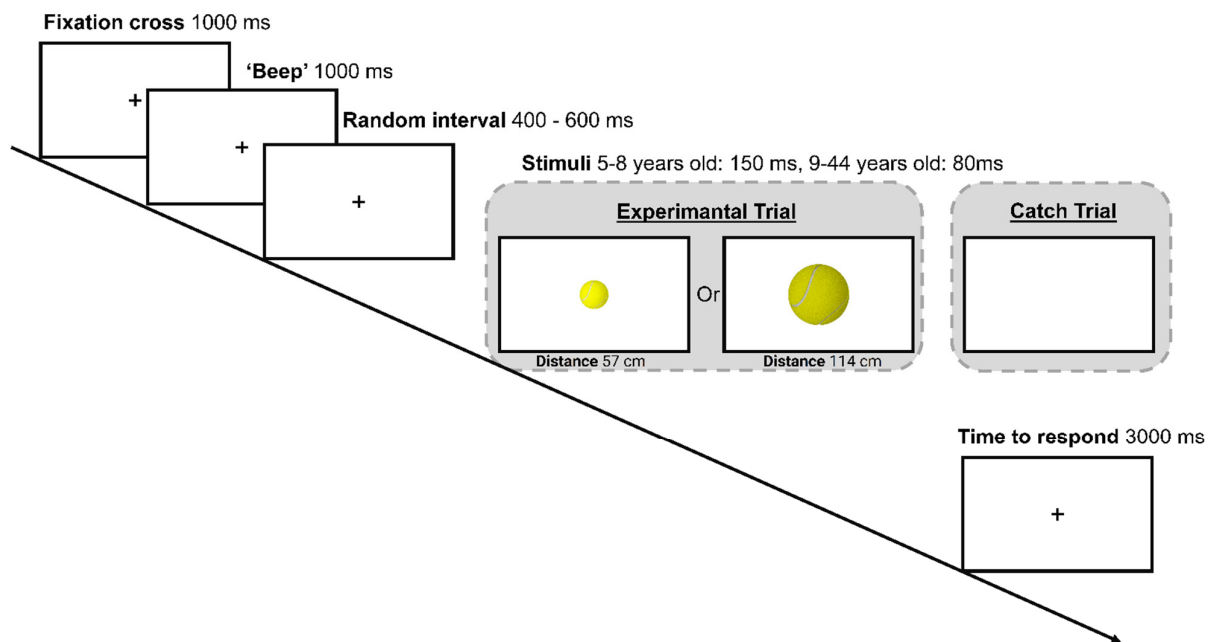 Fixation cross 1000 ms
‘Beep’ 1000 ms
Random interval 400 - 600 ms
Stimuli 5-8 years old: 150 ms, 9-44 years old: 80ms
Experimantal Trial
Catch Trial
Or
Distance 57 cm
Distance 114 cm
Time to respond 3000 ms